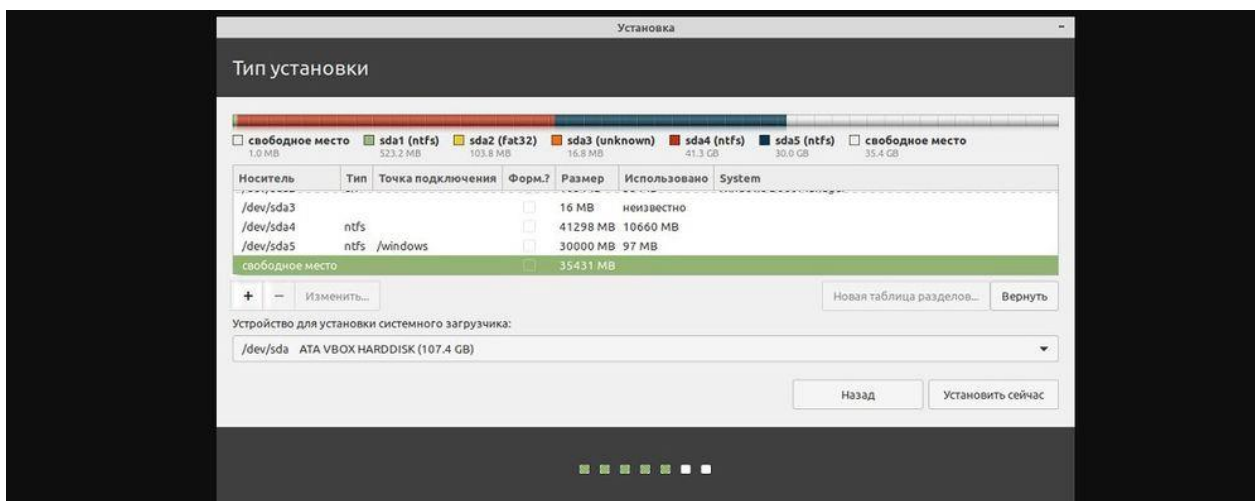 Установка
Тип установки
свободное место sda1 (ntfs) sda2 (fat32) sda3 (unknown) sda4 (ntfs) sda5 (ntfs) свободное место
1.0 MB 523.2 MB 103.8 MB 16.8 MB 41.3 GB 30.0 GB 35.4 GB
Носитель Тип Точка подключения Форм.? Размер Использовано System
/dev/sda3 16 MB неизвестно
/dev/sda4 ntfs 41298 MB 10660 MB
/dev/sda5 ntfs /windows 30000 MB 97 MB
свободное место 35431 MB
+ − Изменить... Новая таблица разделов... Вернуть
Устройство для установки системного загрузчика:
/dev/sda ATA VBOX HARDDISK (107.4 GB)
Назад Установить сейчас